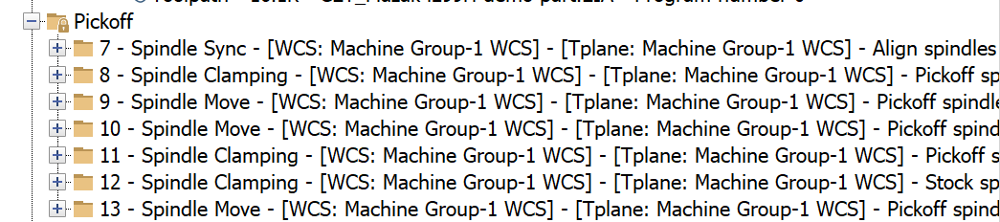 Pickoff
7 - Spindle Sync - [WCS: Machine Group-1 WCS] - [Tplane: Machine Group-1 WCS] - Align spindles
8 - Spindle Clamping - [WCS: Machine Group-1 WCS] - [Tplane: Machine Group-1 WCS] - Pickoff sp
9 - Spindle Move - [WCS: Machine Group-1 WCS] - [Tplane: Machine Group-1 WCS] - Pickoff spindle
10 - Spindle Move - [WCS: Machine Group-1 WCS] - [Tplane: Machine Group-1 WCS] - Pickoff spind
11 - Spindle Clamping - [WCS: Machine Group-1 WCS] - [Tplane: Machine Group-1 WCS] - Pickoff s
12 - Spindle Clamping - [WCS: Machine Group-1 WCS] - [Tplane: Machine Group-1 WCS] - Stock sp
13 - Spindle Move - [WCS: Machine Group-1 WCS] - [Tplane: Machine Group-1 WCS] - Pickoff spind